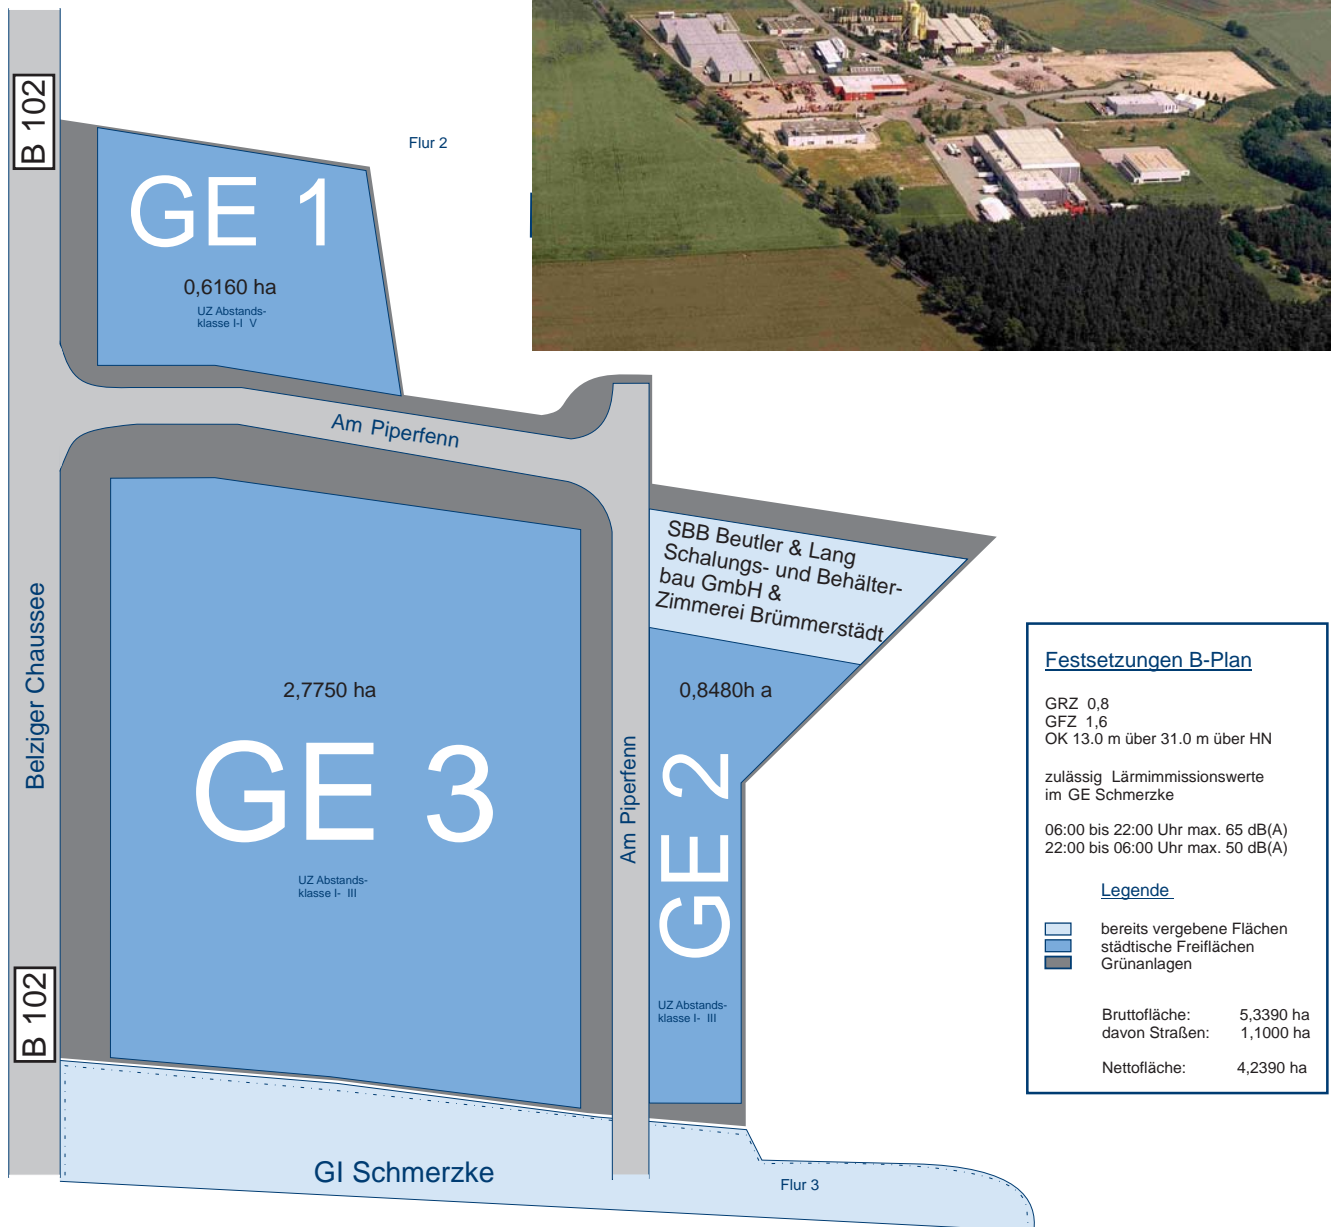 B 102
Flur 2
GE 1
0,6160 ha
UZ Abstands-
klasse I-I V
Am Piperfenn
SBB Beutler & Lang
Schalungs- und Behälter-
bau GmbH &
Zimmerei Brümmerstädt
Belziger Chaussee
2,7750 ha
GE 3
UZ Abstands-
klasse I- III
Am Piperfenn
0,8480h a
GE 2
UZ Abstands-
klasse I- III
B 102
GI Schmerzke
Flur 3
Festsetzungen B-Plan
GRZ 0,8
GFZ 1,6
OK 13.0 m über 31.0 m über HN
zulässig Lärmimmissionswerte
im GE Schmerzke
06:00 bis 22:00 Uhr max. 65 dB(A)
22:00 bis 06:00 Uhr max. 50 dB(A)
Legende
bereits vergebene Flächen
städtische Freiflächen
Grünanlagen
Bruttofläche: 5,3390 ha
davon Straßen: 1,1000 ha
Nettofläche: 4,2390 ha